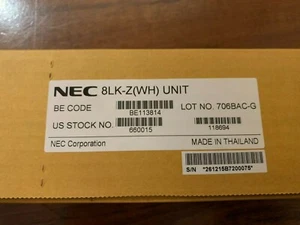 NEC 8LK-Z(WH) UNIT
BE CODE BE113814 LOT NO. 706BAC-G
US STOCK NO. 660015 118694
NEC Corporation MADE IN THAILAND
S/N *261215B7200075*